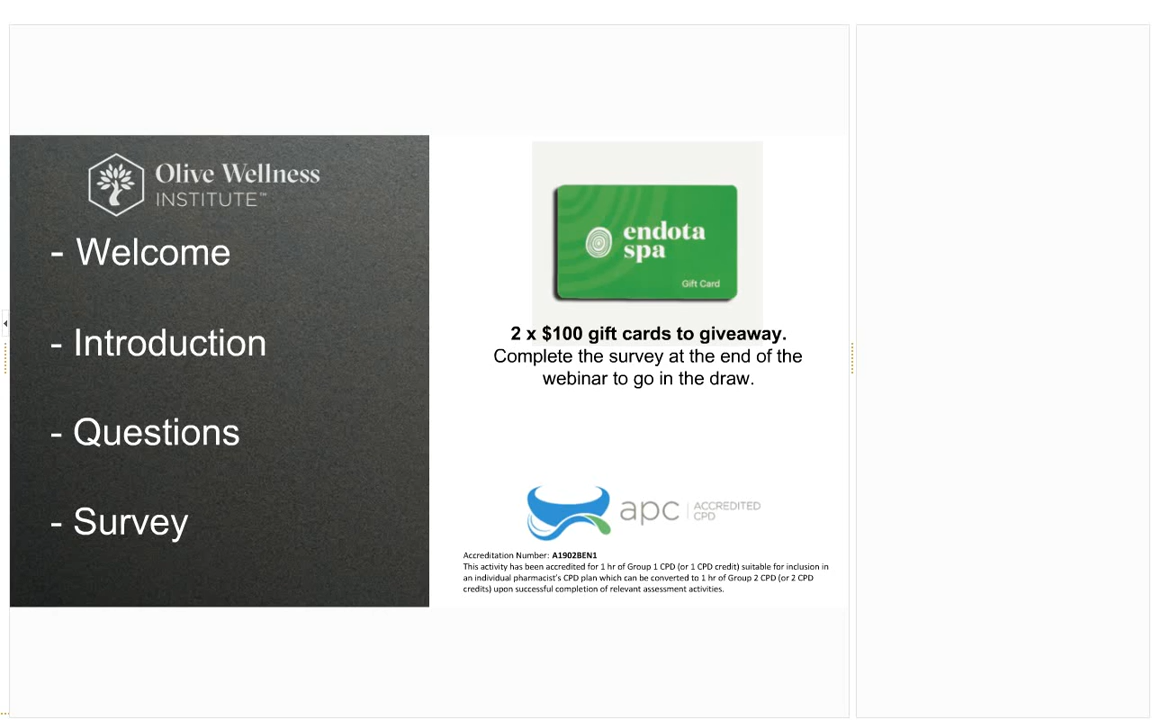 Olive Wellness
INSTITUTE™
- Welcome
- Introduction
- Questions
- Survey
endota
spa
Gift Card
2 x $100 gift cards to giveaway.
Complete the survey at the end of the
webinar to go in the draw.
apc
ACCREDITED
CPD
Accreditation Number: A1902BEN1
This activity has been accredited for 1 hr of Group 1 CPD (or 1 CPD credit) suitable for inclusion in
an individual pharmacist's CPD plan which can be converted to 1 hr of Group 2 CPD (or 2 CPD
credits) upon successful completion of relevant assessment activities.